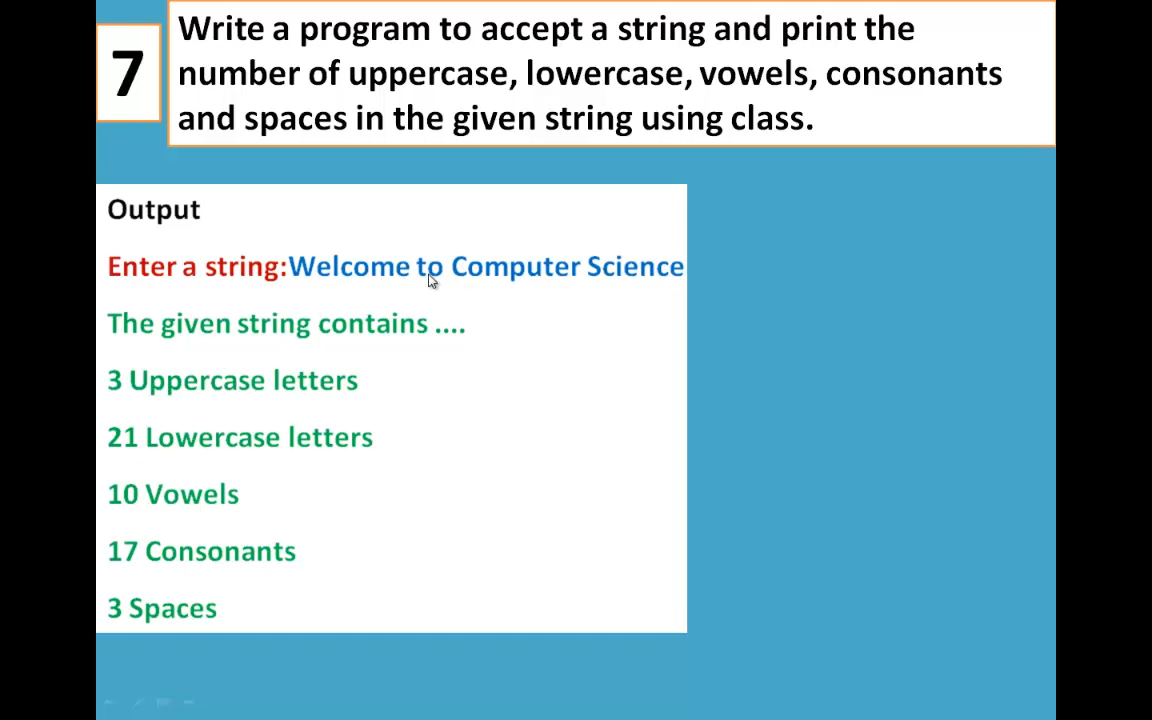 7
Write a program to accept a string and print the
number of uppercase, lowercase, vowels, consonants
and spaces in the given string using class.
Output
Enter a string:Welcome to Computer Science
The given string contains ....
3 Uppercase letters
21 Lowercase letters
10 Vowels
17 Consonants
3 Spaces